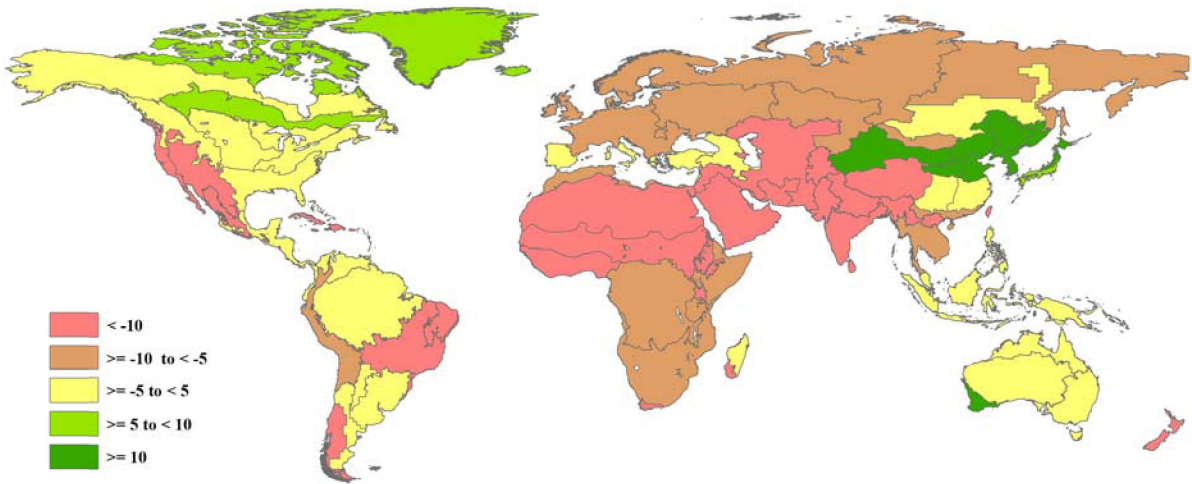 < -10
>= -10 to < -5
>= -5 to < 5
>= 5 to < 10
>= 10